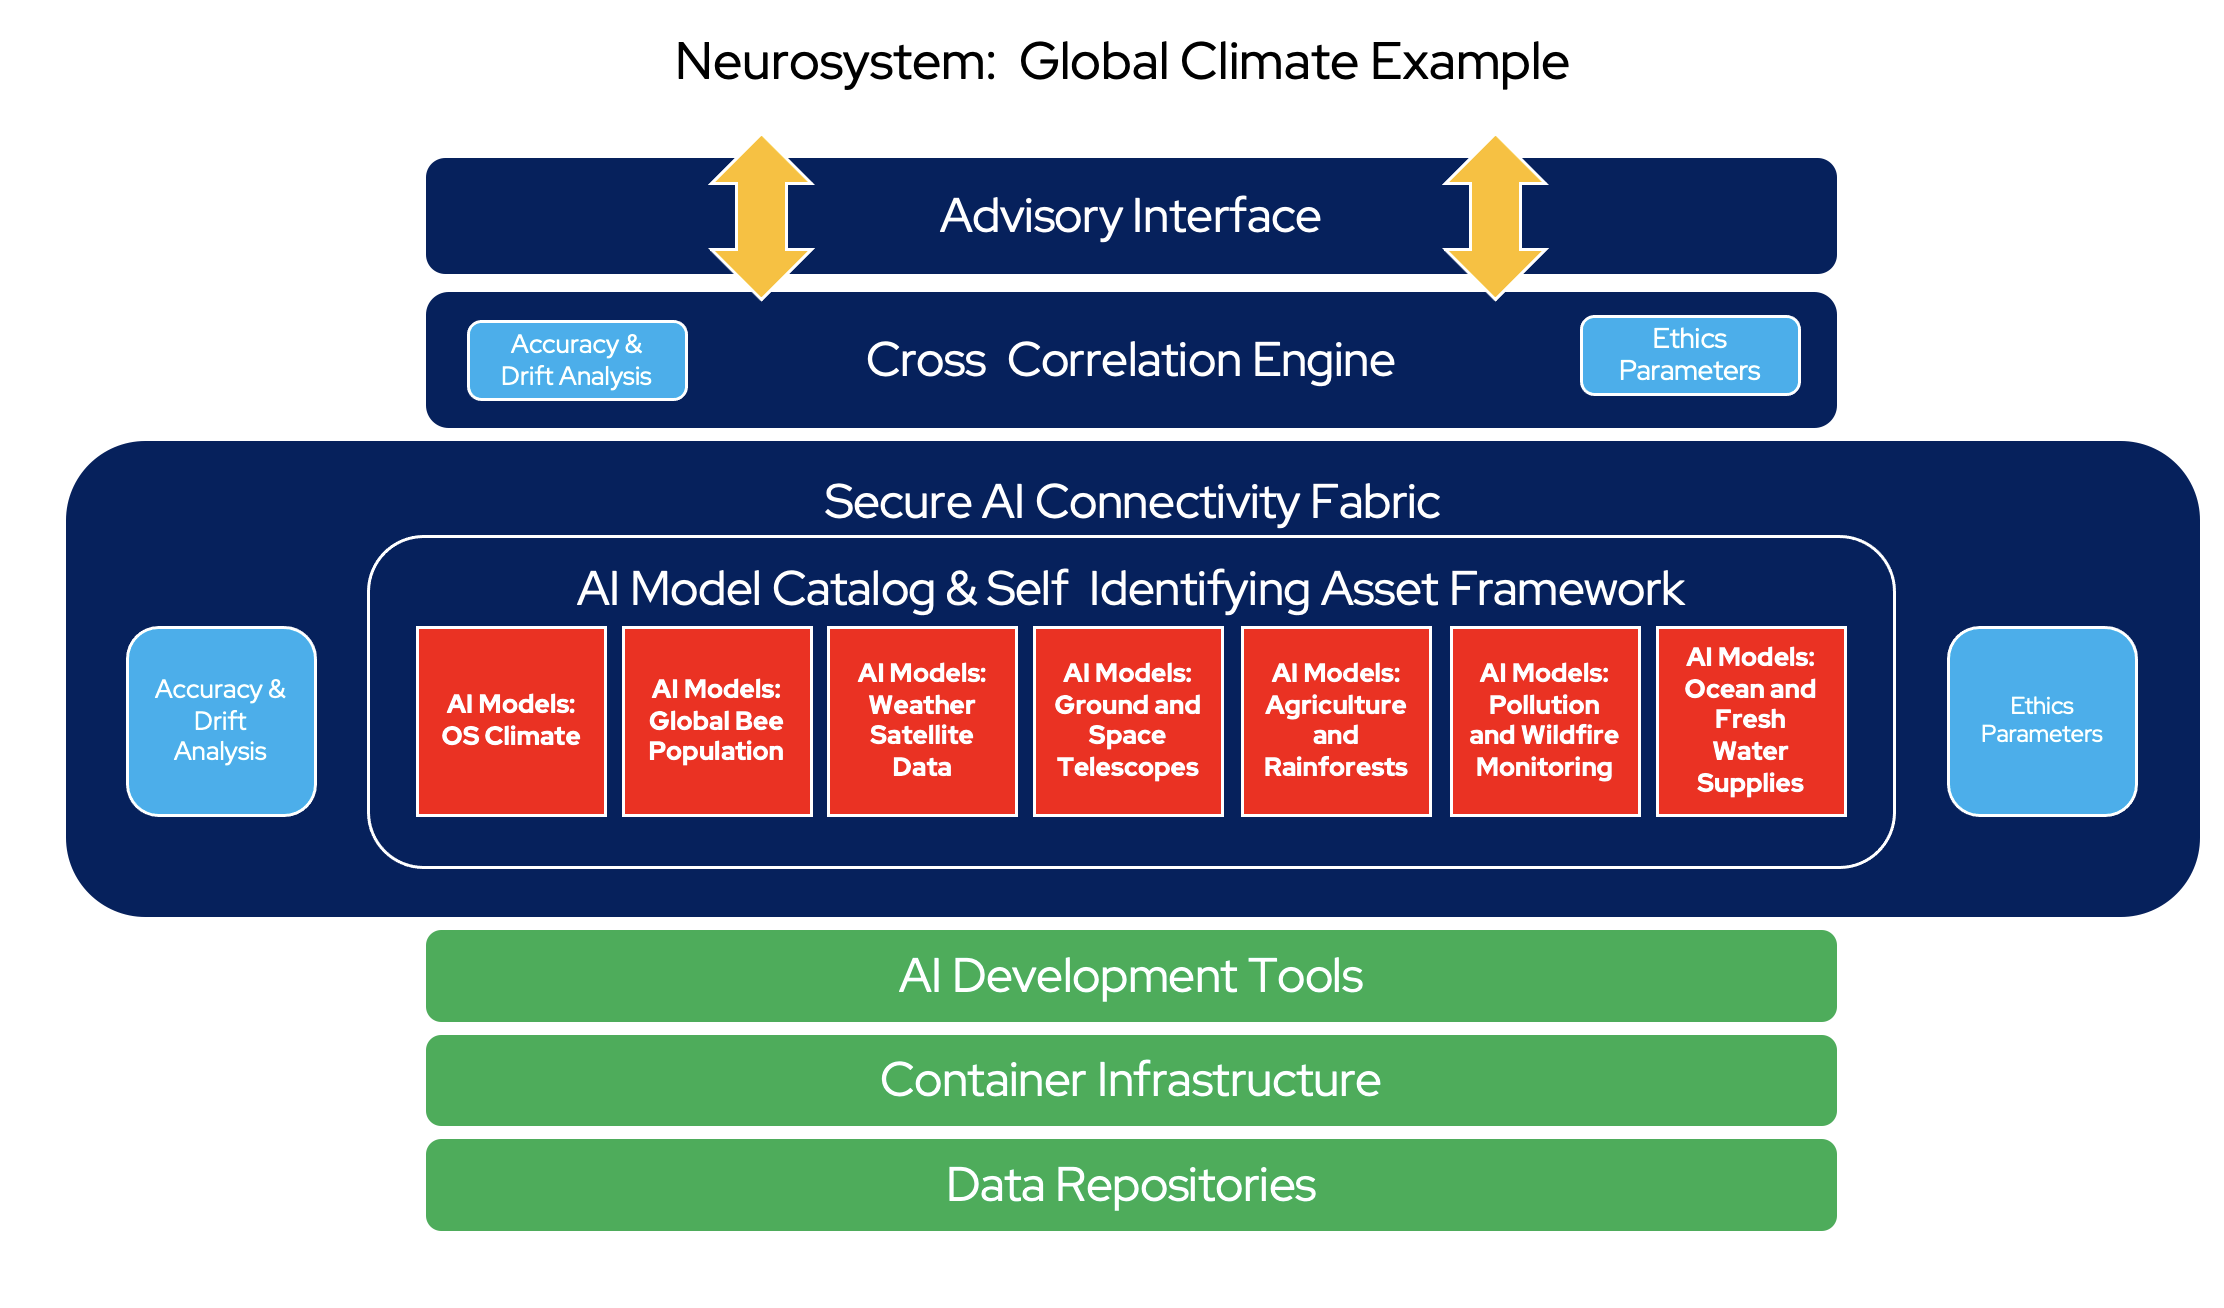 Neurosystem: Global Climate Example
Advisory Interface
Accuracy &
Drift Analysis
Cross Correlation Engine
Ethics
Parameters
Secure AI Connectivity Fabric
AI Model Catalog & Self Identifying Asset Framework
Accuracy &
Drift
Analysis
AI Models:
OS Climate
AI Models:
Global Bee
Population
AI Models:
Weather
Satellite
Data
AI Models:
Ground and
Space
Telescopes
AI Models:
Agriculture
and
Rainforests
AI Models:
Pollution
and Wildfire
Monitoring
AI Models:
Ocean and
Fresh
Water
Supplies
Ethics
Parameters
AI Development Tools
Container Infrastructure
Data Repositories